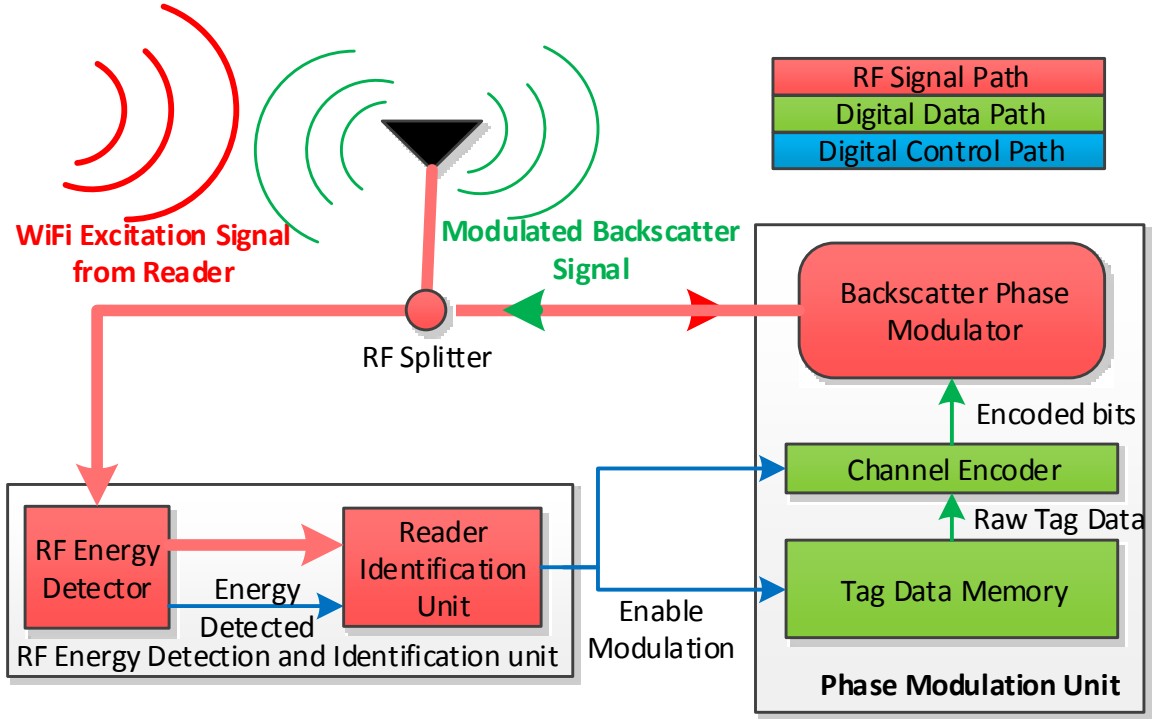 RF Signal Path
Digital Data Path
Digital Control Path
WiFi Excitation Signal
from Reader
Modulated Backscatter
Signal
RF Splitter
Backscatter Phase
Modulator
Encoded bits
Channel Encoder
Raw Tag Data
Tag Data Memory
Phase Modulation Unit
RF Energy
Detector
Energy
Detected
Reader
Identification
Unit
Enable
Modulation
RF Energy Detection and Identification unit